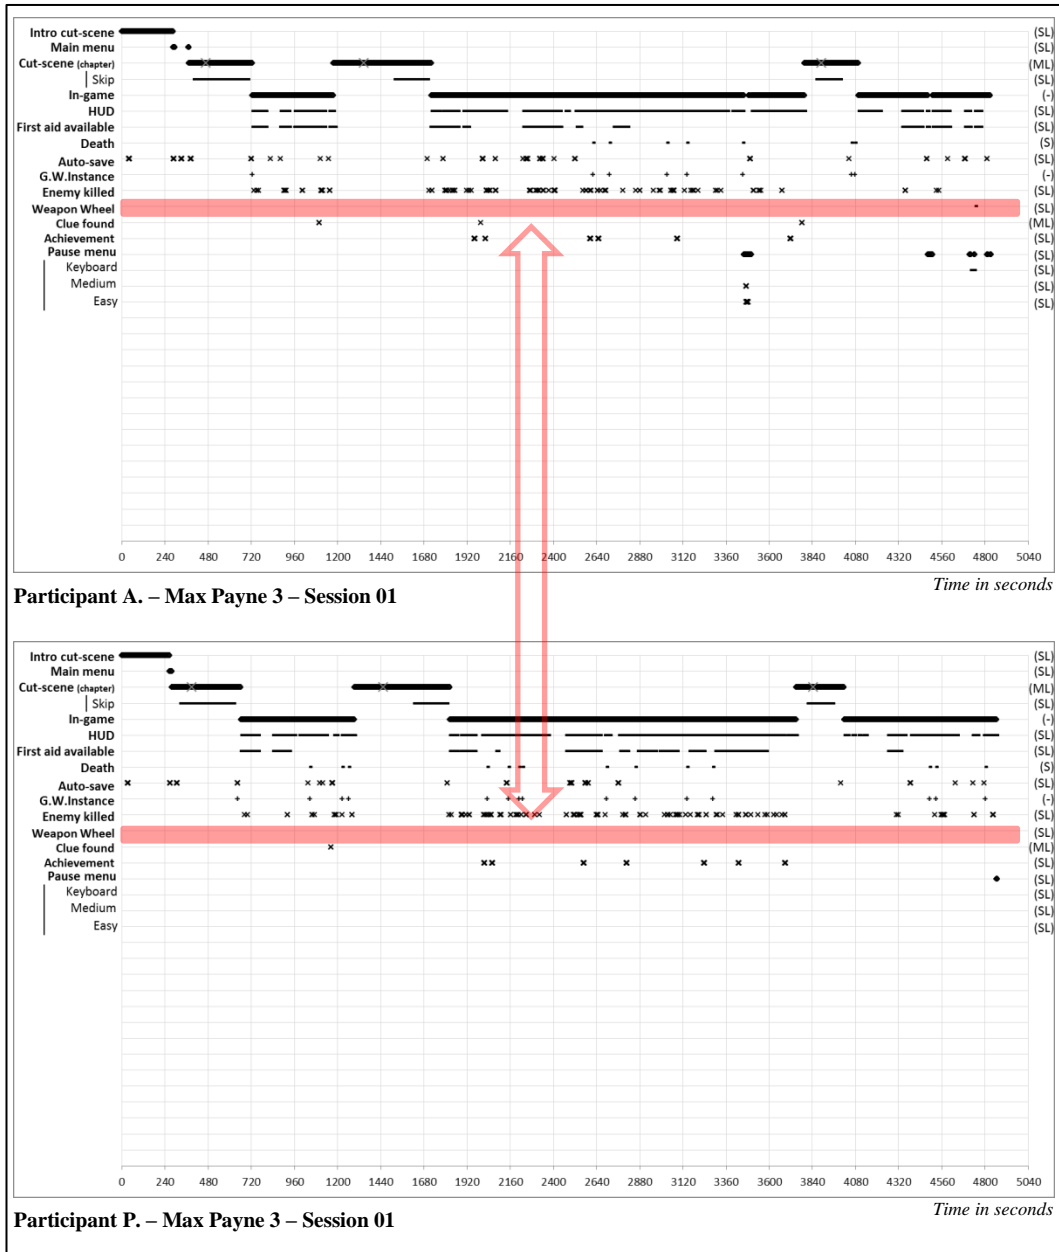 Intro cut-scene (SL)
Main menu (SL)
Cut-scene (chapter) (ML)
Skip (SL)
In-game (-)
HUD (SL)
First aid available (SL)
Death (S)
Auto-save (SL)
G.W.Instance (-)
Enemy killed (SL)
Weapon Wheel (SL)
Clue found (ML)
Achievement (SL)
Pause menu (SL)
Keyboard (SL)
Medium (SL)
Easy (SL)
0 240 480 720 960 1200 1440 1680 1920 2160 2400 2640 2880 3120 3360 3600 3840 4080 4320 4560 4800 5040
Time in seconds
Participant A. – Max Payne 3 – Session 01
Intro cut-scene (SL)
Main menu (SL)
Cut-scene (chapter) (ML)
Skip (SL)
In-game (-)
HUD (SL)
First aid available (SL)
Death (S)
Auto-save (SL)
G.W.Instance (-)
Enemy killed (SL)
Weapon Wheel (SL)
Clue found (ML)
Achievement (SL)
Pause menu (SL)
Keyboard (SL)
Medium (SL)
Easy (SL)
0 240 480 720 960 1200 1440 1680 1920 2160 2400 2640 2880 3120 3360 3600 3840 4080 4320 4560 4800 5040
Time in seconds
Participant P. – Max Payne 3 – Session 01